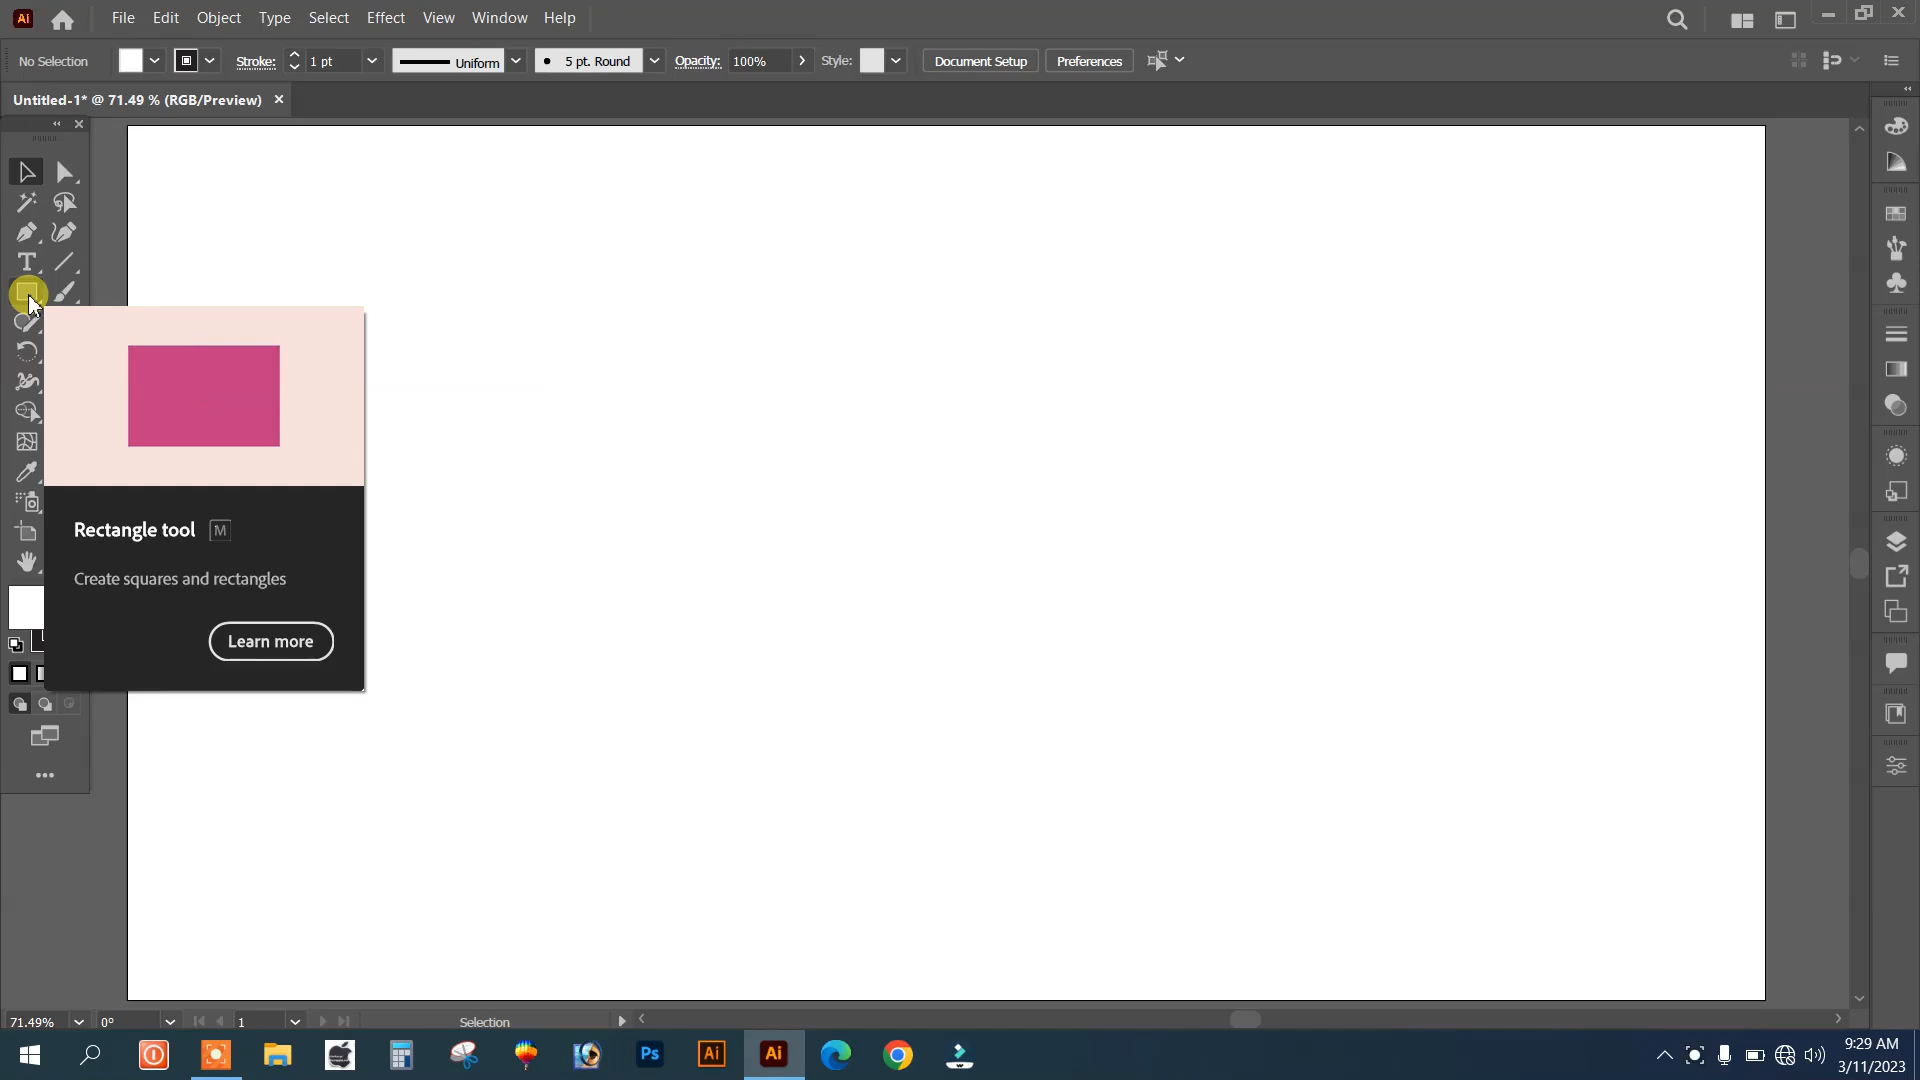 Ai File Edit Object Type Select Effect View Window Help
No Selection Stroke: 1 pt Uniform 5 pt. Round Opacity: 100% Style: Document Setup Preferences
Untitled-1* @ 71.49 % (RGB/Preview)
Rectangle tool M
Create squares and rectangles
Learn more
71.49% 0° 1 Selection
Ps Ai Ai
9:29 AM
3/11/2023